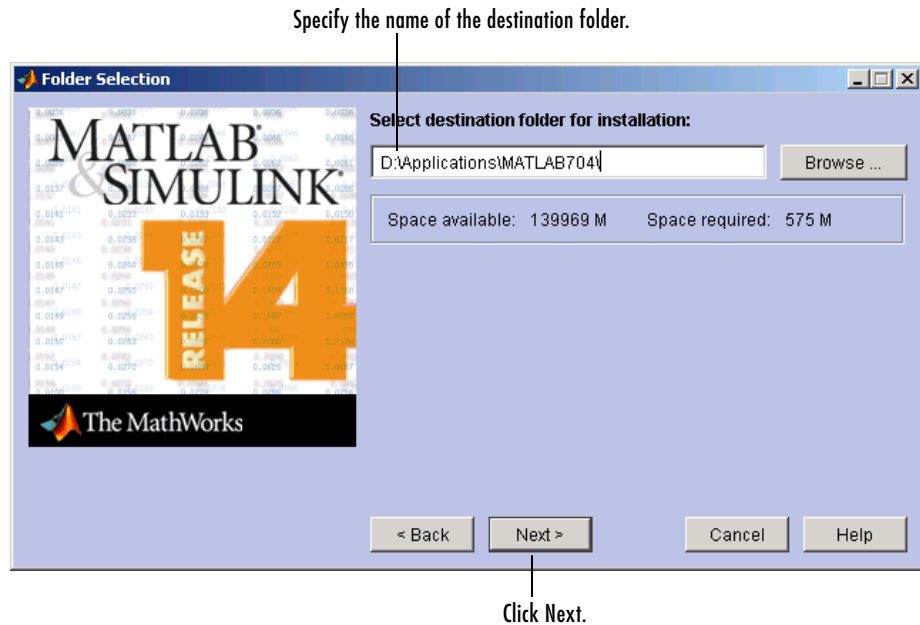 Specify the name of the destination folder.
Folder Selection
MATLAB®
&SIMULINK®
RELEASE
14
The MathWorks
Select destination folder for installation:
D:\Applications\MATLAB704\
Browse ...
Space available: 139969 M Space required: 575 M
< Back
Next >
Cancel
Help
Click Next.